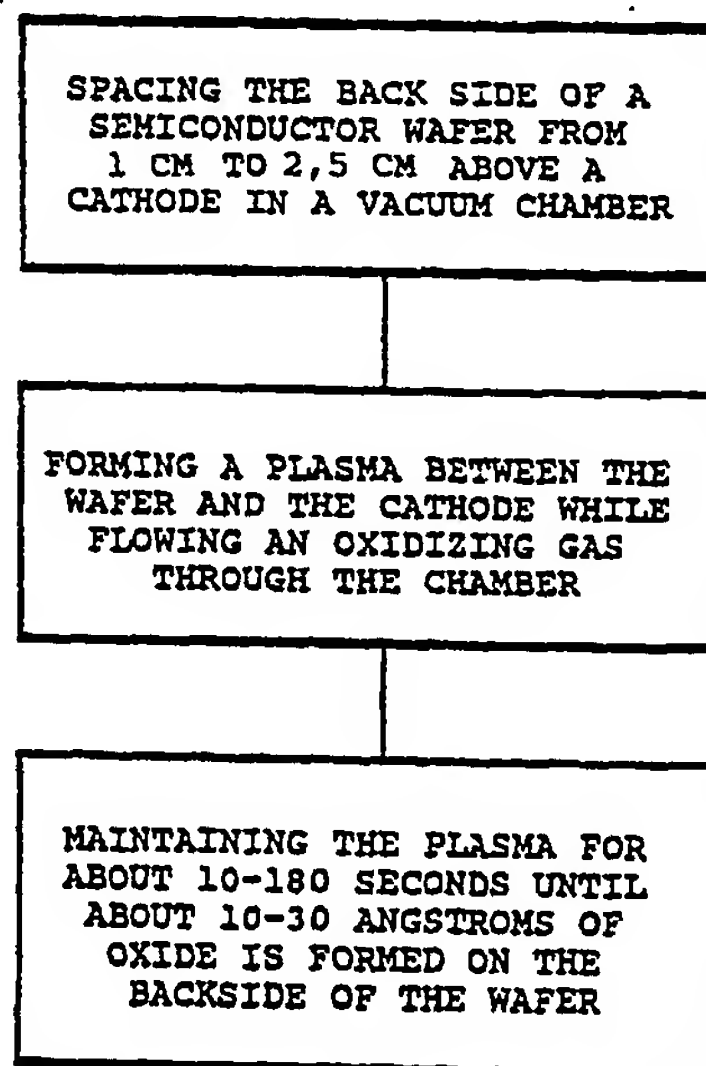 SPACING THE BACK SIDE OF A
SEMICONDUCTOR WAFER FROM
1 CM TO 2,5 CM ABOVE A
CATHODE IN A VACUUM CHAMBER
FORMING A PLASMA BETWEEN THE
WAFER AND THE CATHODE WHILE
FLOWING AN OXIDIZING GAS
THROUGH THE CHAMBER
MAINTAINING THE PLASMA FOR
ABOUT 10-180 SECONDS UNTIL
ABOUT 10-30 ANGSTROMS OF
OXIDE IS FORMED ON THE
BACKSIDE OF THE WAFER